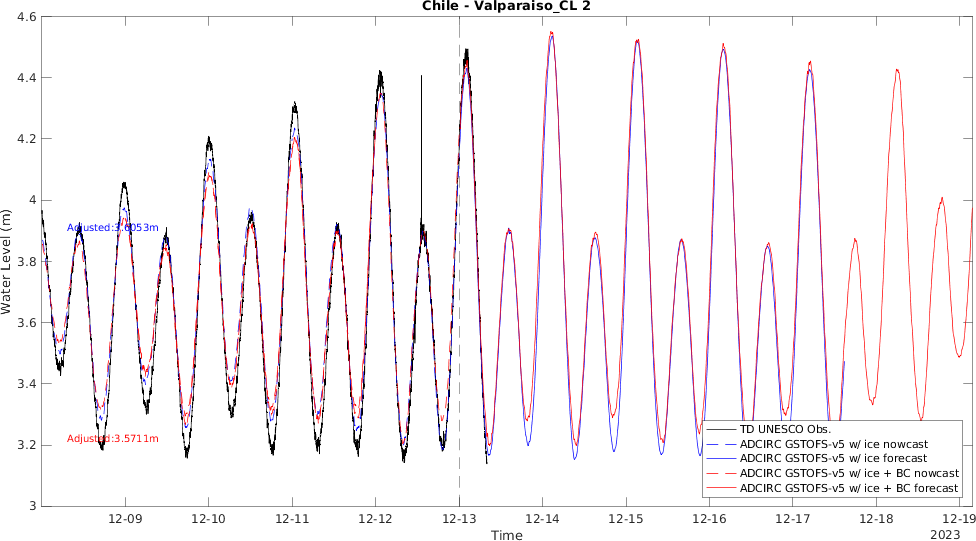 Chile - Valparaiso_CL 2
Water Level (m)
4.6
4.4
4.2
4
3.8
3.6
3.4
3.2
3
Adjusted:3.6053m
Adjusted:3.5711m
TD UNESCO Obs.
ADCIRC GSTOFS-v5 w/ ice nowcast
ADCIRC GSTOFS-v5 w/ ice forecast
ADCIRC GSTOFS-v5 w/ ice + BC nowcast
ADCIRC GSTOFS-v5 w/ ice + BC forecast
12-09 12-10 12-11 12-12 12-13 12-14 12-15 12-16 12-17 12-18 12-19
Time
2023